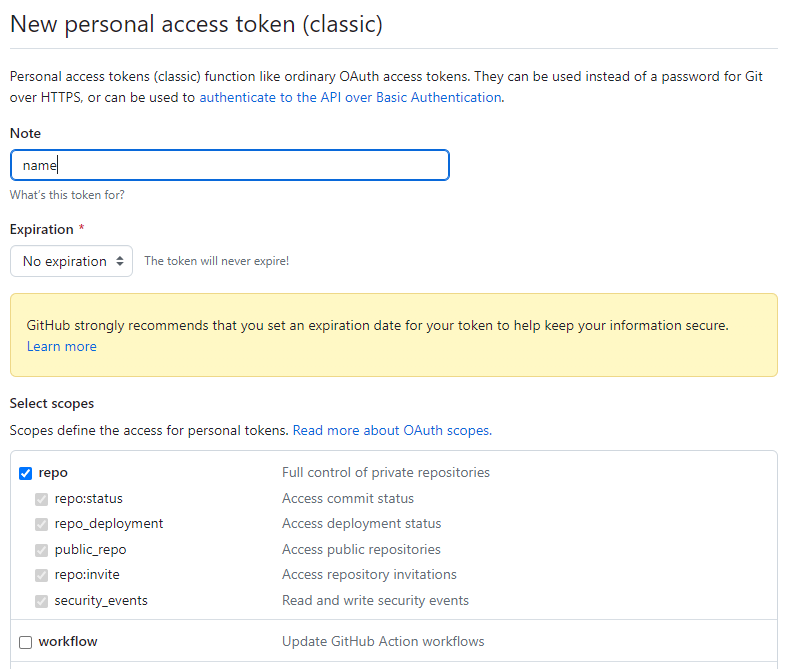 New personal access token (classic)
Personal access tokens (classic) function like ordinary OAuth access tokens. They can be used instead of a password for Git
over HTTPS, or can be used to authenticate to the API over Basic Authentication.
Note
name
What's this token for?
Expiration *
No expiration The token will never expire!
GitHub strongly recommends that you set an expiration date for your token to help keep your information secure.
Learn more
Select scopes
Scopes define the access for personal tokens. Read more about OAuth scopes.
repo Full control of private repositories
repo:status Access commit status
repo_deployment Access deployment status
public_repo Access public repositories
repo:invite Access repository invitations
security_events Read and write security events
workflow Update GitHub Action workflows